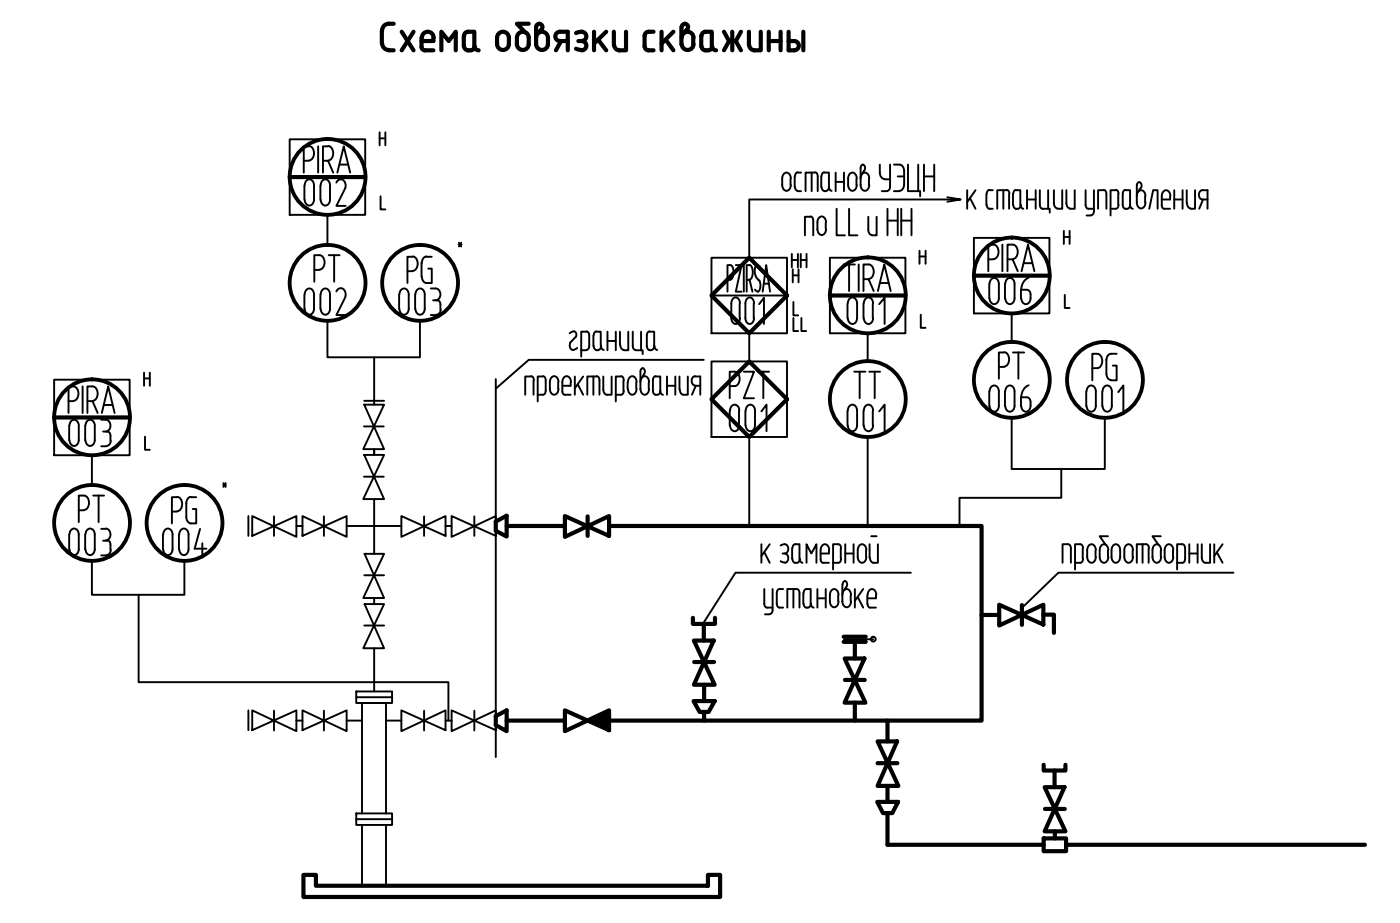 Схема обвязки скважины
H
PIRA
002
L
останов УЭЦН
по LL и HH
к станции управления
PT
002
PG
003
*
PZIRSA
001
HH
H
L
LL
TIRA
001
H
L
PIRA
006
H
L
граница
проектирования
PZT
001
TT
001
PT
006
PG
001
PIRA
003
H
L
PT
003
PG
004
*
к замерной
установке
пробоотборник